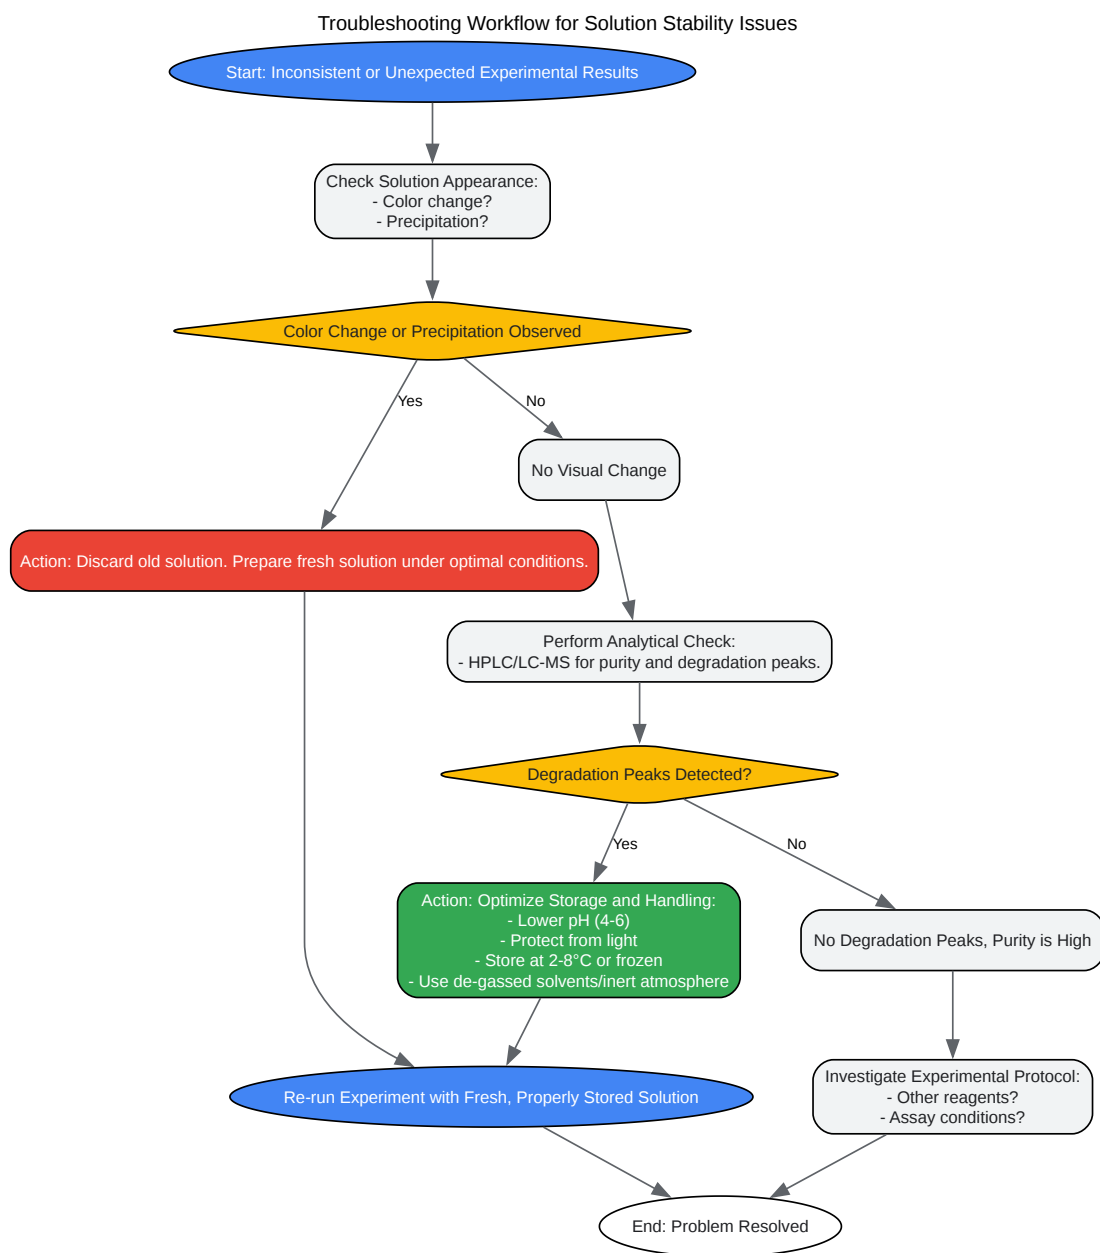 Troubleshooting Workflow for Solution Stability Issues
Start: Inconsistent or Unexpected Experimental Results
Check Solution Appearance:
- Color change?
- Precipitation?
Color Change or Precipitation Observed
Yes
No
No Visual Change
Action: Discard old solution. Prepare fresh solution under optimal conditions.
Perform Analytical Check:
- HPLC/LC-MS for purity and degradation peaks.
Degradation Peaks Detected?
Yes
No
Action: Optimize Storage and Handling:
- Lower pH (4-6)
- Protect from light
- Store at 2-8°C or frozen
- Use de-gassed solvents/inert atmosphere
No Degradation Peaks, Purity is High
Re-run Experiment with Fresh, Properly Stored Solution
Investigate Experimental Protocol:
- Other reagents?
- Assay conditions?
End: Problem Resolved